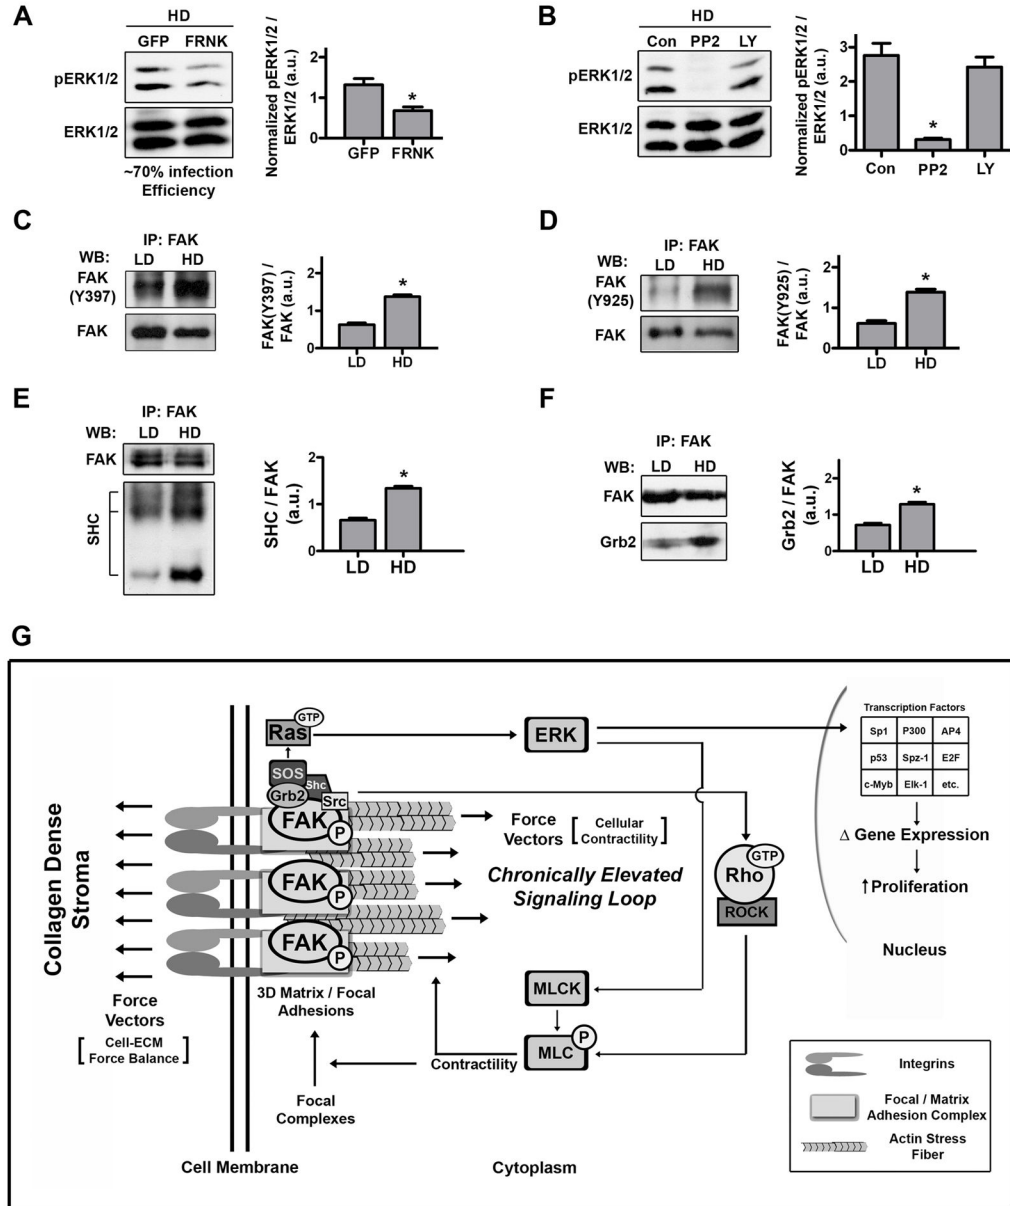 A
HD
GFP FRNK
pERK1/2
ERK1/2
~70% infection
Efficiency
Normalized pERK1/2 /
ERK1/2 (a.u.)
2
1
0
*
GFP FRNK
B
HD
Con PP2 LY
pERK1/2
ERK1/2
Normalized pERK1/2 /
ERK1/2 (a.u.)
3
2
1
0
*
Con PP2 LY
C
IP: FAK
WB: LD HD
FAK
(Y397)
FAK
FAK(Y397) /
FAK (a.u.)
2
1
0
*
LD HD
D
IP: FAK
WB: LD HD
FAK
(Y925)
FAK
FAK(Y925) /
FAK (a.u.)
2
1
0
*
LD HD
E
IP: FAK
WB: LD HD
FAK
SHC
SHC / FAK
(a.u.)
2
1
0
*
LD HD
F
IP: FAK
WB: LD HD
FAK
Grb2
Grb2 / FAK
(a.u.)
2
1
0
*
LD HD
G
Collagen Dense
Stroma
Force
Vectors
[ Cell-ECM
Force Balance ]
Ras GTP
SOS
Shc
Grb2
Src
FAK P
FAK P
FAK P
3D Matrix / Focal
Adhesions
Focal
Complexes
Cell Membrane
Cytoplasm
ERK
Force
Vectors
[ Cellular
Contractility ]
Chronically Elevated
Signaling Loop
GTP
Rho
ROCK
MLCK
P
MLC
Contractility
Transcription Factors
Sp1 P300 AP4
p53 Spz-1 E2F
c-Myb Elk-1 etc.
Δ Gene Expression
↑Proliferation
Nucleus
Integrins
Focal / Matrix
Adhesion Complex
Actin Stress
Fiber